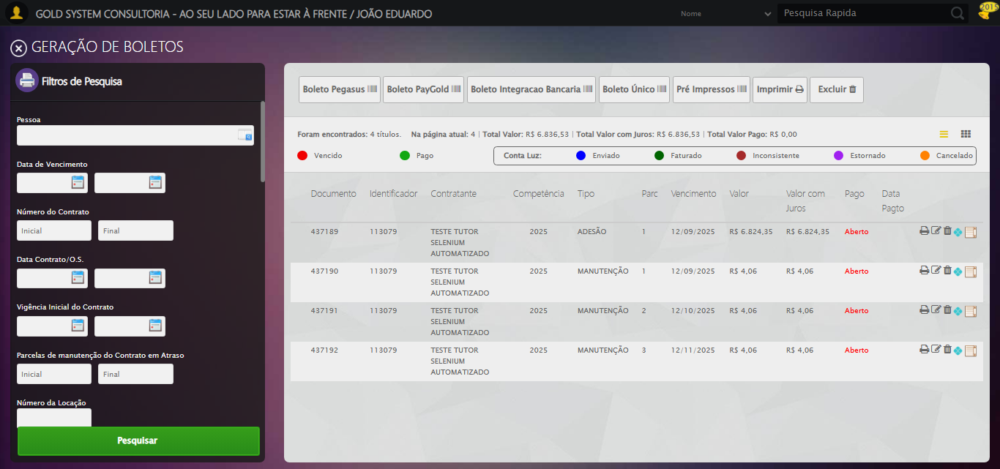 GOLD SYSTEM CONSULTORIA - AO SEU LADO PARA ESTAR À FRENTE / JOÃO EDUARDO
Nome
Pesquisa Rapida
2015
GERAÇÃO DE BOLETOS
Filtros de Pesquisa
Pessoa
Data de Vencimento
Número do Contrato
Inicial Final
Data Contrato/O.S.
Vigência Inicial do Contrato
Parcelas de manutenção do Contrato em Atraso
Inicial Final
Número da Locação
Pesquisar
Boleto Pegasus Boleto PayGold Boleto Integracao Bancaria Boleto Único Pré Impressos Imprimir Excluir
Foram encontrados: 4 títulos. Na página atual: 4 | Total Valor: R$ 6.836,53 | Total Valor com Juros: R$ 6.836,53 | Total Valor Pago: R$ 0,00
Vencido Pago Conta Luz: Enviado Faturado Inconsistente Estornado Cancelado
Documento Identificador Contratante Competência Tipo Parc Vencimento Valor Valor com Pago Data
Juros Pagto
437189 113079 TESTE TUTOR 2025 ADESÃO 1 12/09/2025 R$ 6.824,35 R$ 6.824,35 Aberto
SELENIUM
AUTOMATIZADO
437190 113079 TESTE TUTOR 2025 MANUTENÇÃO 1 12/09/2025 R$ 4,06 R$ 4,06 Aberto
SELENIUM
AUTOMATIZADO
437191 113079 TESTE TUTOR 2025 MANUTENÇÃO 2 12/10/2025 R$ 4,06 R$ 4,06 Aberto
SELENIUM
AUTOMATIZADO
437192 113079 TESTE TUTOR 2025 MANUTENÇÃO 3 12/11/2025 R$ 4,06 R$ 4,06 Aberto
SELENIUM
AUTOMATIZADO